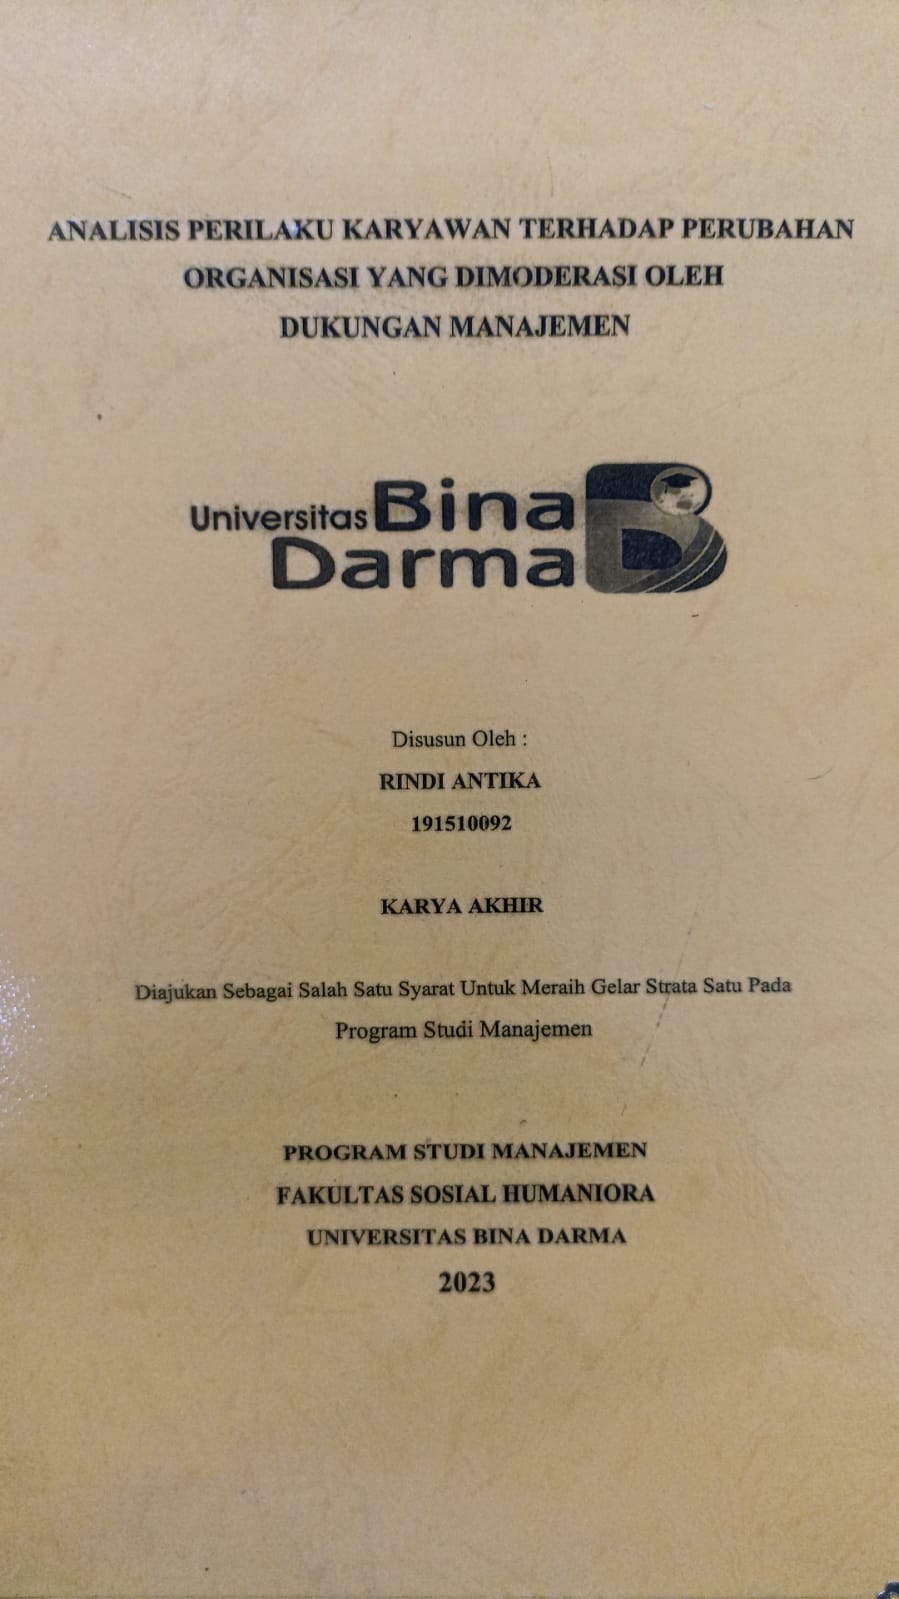 ANALISIS PERILAKU KARYAWAN TERHADAP PERUBAHAN
ORGANISASI YANG DIMODERASI OLEH
DUKUNGAN MANAJEMEN
Universitas Bina
Darma
Disusun Oleh :
RINDI ANTIKA
191510092
KARYA AKHIR
Diajukan Sebagai Salah Satu Syarat Untuk Meraih Gelar Strata Satu Pada
Program Studi Manajemen
PROGRAM STUDI MANAJEMEN
FAKULTAS SOSIAL HUMANIORA
UNIVERSITAS BINA DARMA
2023